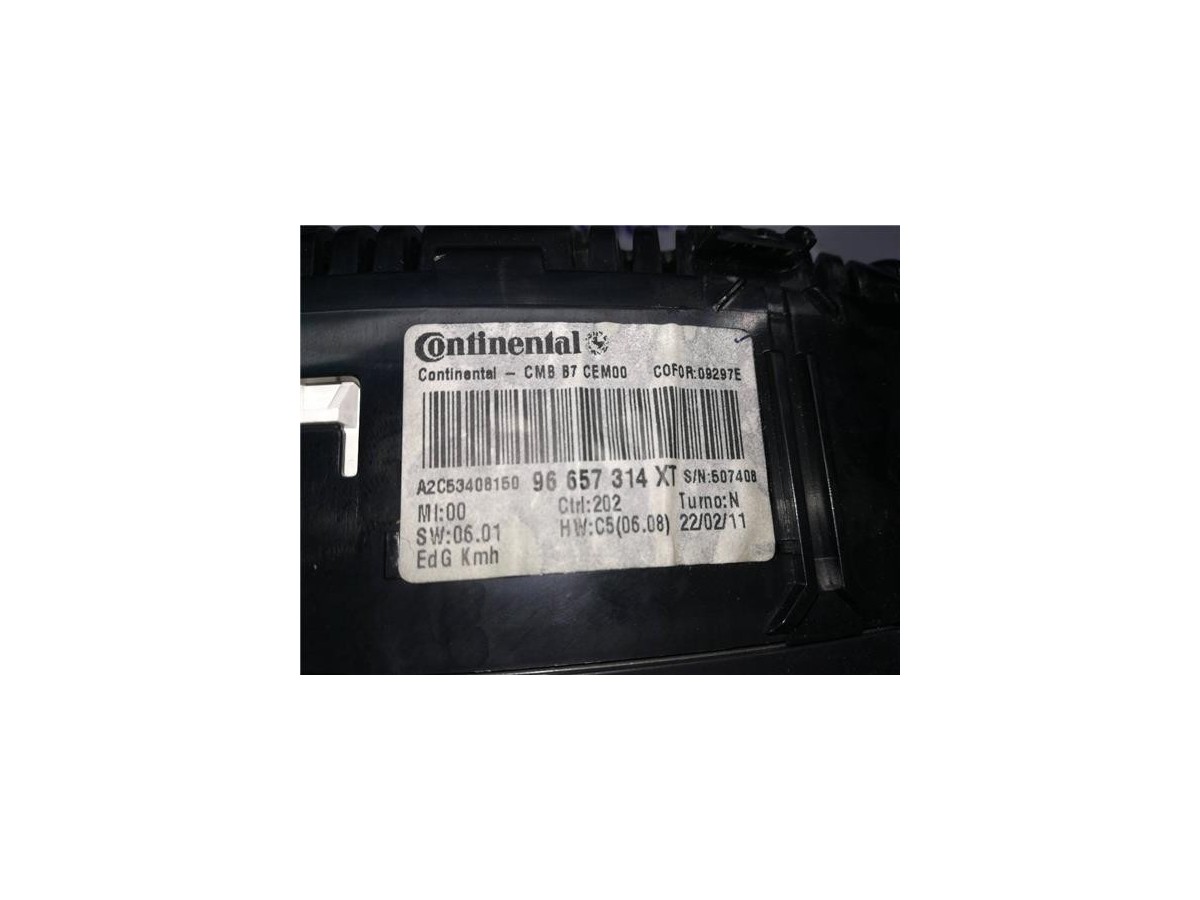 Continental
Continental - CMB B7 CEM00 COFOR:09297E
A2C53408150 96 657 314 XT S/N:507408
MI:00 Ctrl:202 Turno:N
SW:06.01 HW:C5(06.08) 22/02/11
EdG Kmh